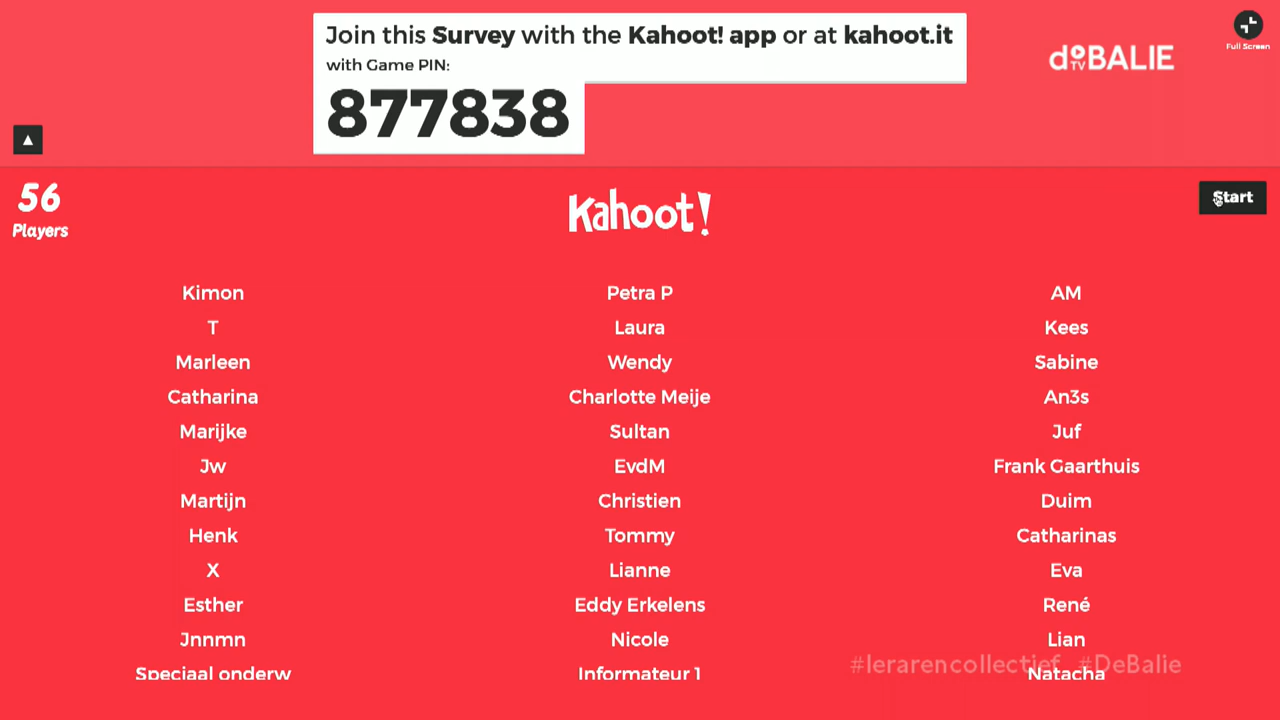 Join this Survey with the Kahoot! app or at kahoot.it
with Game PIN:
877838
Full Screen
doTV BALIE
▲
56
Players
Kahoot!
Start
Kimon Petra P AM
T Laura Kees
Marleen Wendy Sabine
Catharina Charlotte Meije An3s
Marijke Sultan Juf
Jw EvdM Frank Gaarthuis
Martijn Christien Duim
Henk Tommy Catharinas
X Lianne Eva
Esther Eddy Erkelens René
Jnnmn Nicole Lian
#lerarencollectief #DeBalie
Speciaal onderw Informateur 1 Natacha